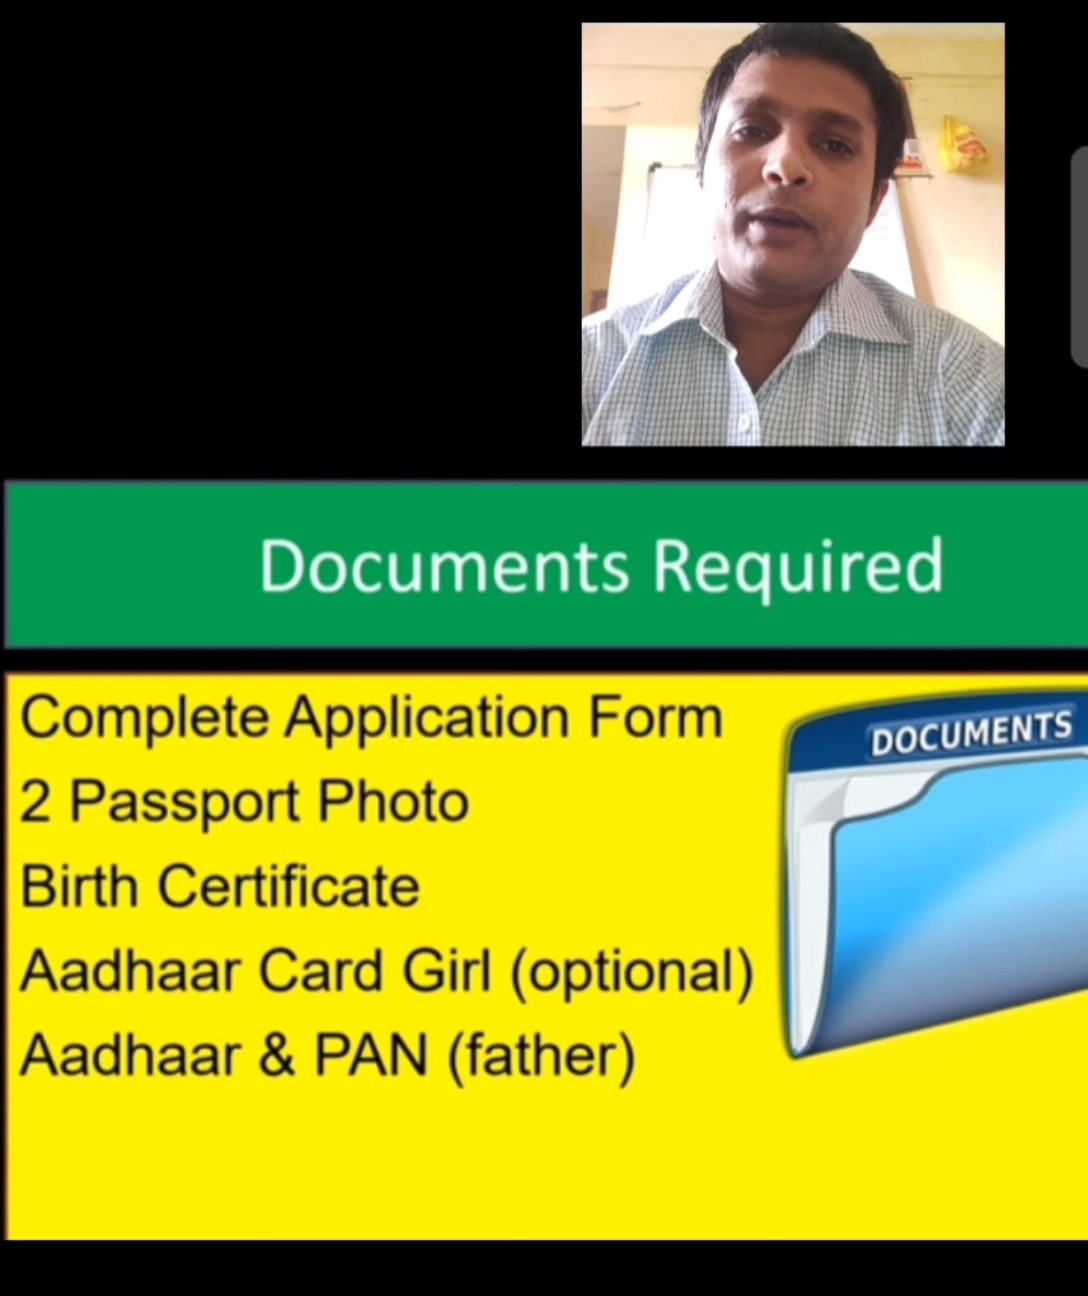 Documents Required
Complete Application Form
2 Passport Photo
Birth Certificate
Aadhaar Card Girl (optional)
Aadhaar & PAN (father)
DOCUMENTS